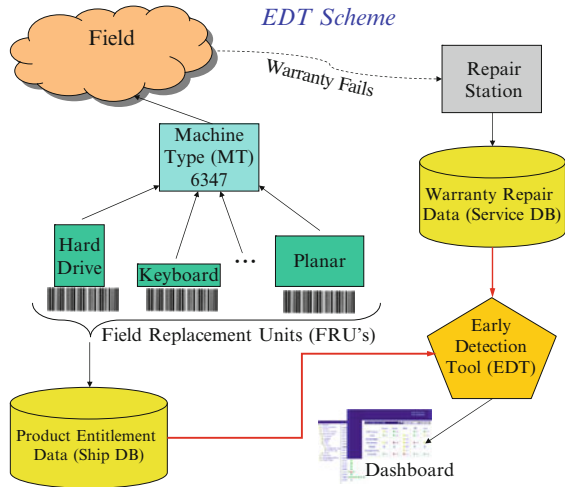 EDT Scheme
Field
Warranty Fails
Repair
Station
Machine
Type (MT)
6347
Warranty Repair
Data (Service DB)
Hard
Drive
Keyboard
...
Planar
Field Replacement Units (FRU's)
Early
Detection
Tool (EDT)
Product Entitlement
Data (Ship DB)
Dashboard